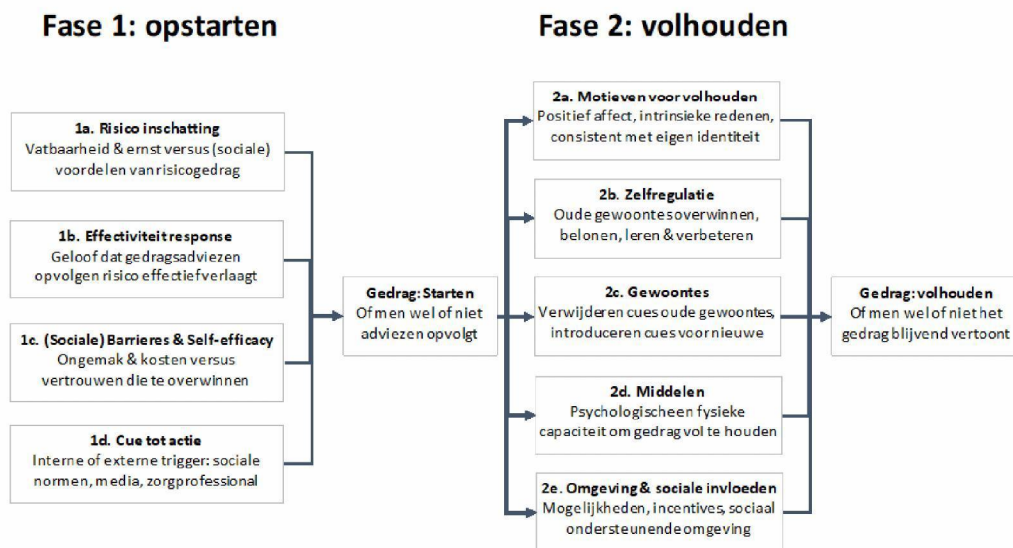 Fase 1: opstarten
1a. Risico inschatting
Vatbaarheid & ernst versus (sociale)
voordelen van risicogedrag
1b. Effectiviteit response
Geloof dat gedragsadviezen
opvolgen risico effectief verlaagt
1c. (Sociale) Barrieres & Self-efficacy
Ongemak & kosten versus
vertrouwen die te overwinnen
1d. Cue tot actie
Interne of externe trigger: sociale
normen, media, zorgprofessional
Gedrag: Starten
Of men wel of niet
adviezen opvolgt
Fase 2: volhouden
2a. Motieven voor volhouden
Positief affect, intrinsieke redenen,
consistent met eigen identiteit
2b. Zelfregulatie
Oude gewoontes overwinnen,
belonen, leren & verbeteren
2c. Gewoontes
Verwijderen cues oude gewoontes,
introduceren cues voor nieuwe
2d. Middelen
Psychologische en fysieke
capaciteit om gedrag vol te houden
2e. Omgeving & sociale invloeden
Mogelijkheden, incentives, sociaal
ondersteunende omgeving
Gedrag: volhouden
Of men wel of niet het
gedrag blijvend vertoont